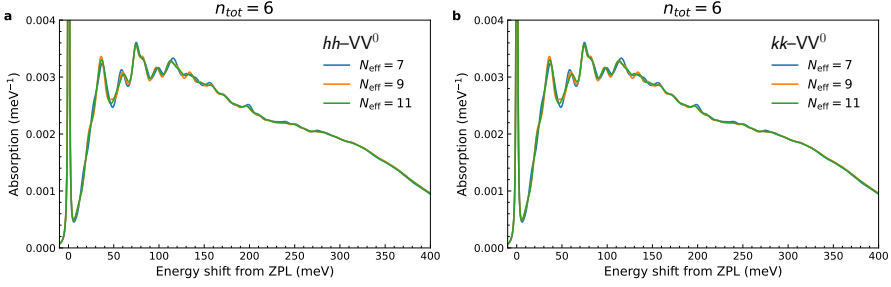 a
n_tot = 6
hh–VV⁰
N_eff = 7
N_eff = 9
N_eff = 11
Absorption (meV⁻¹)
0.004
0.003
0.002
0.001
0.000
0 50 100 150 200 250 300 350 400
Energy shift from ZPL (meV)
b
n_tot = 6
kk–VV⁰
N_eff = 7
N_eff = 9
N_eff = 11
Absorption (meV⁻¹)
0.004
0.003
0.002
0.001
0.000
0 50 100 150 200 250 300 350 400
Energy shift from ZPL (meV)